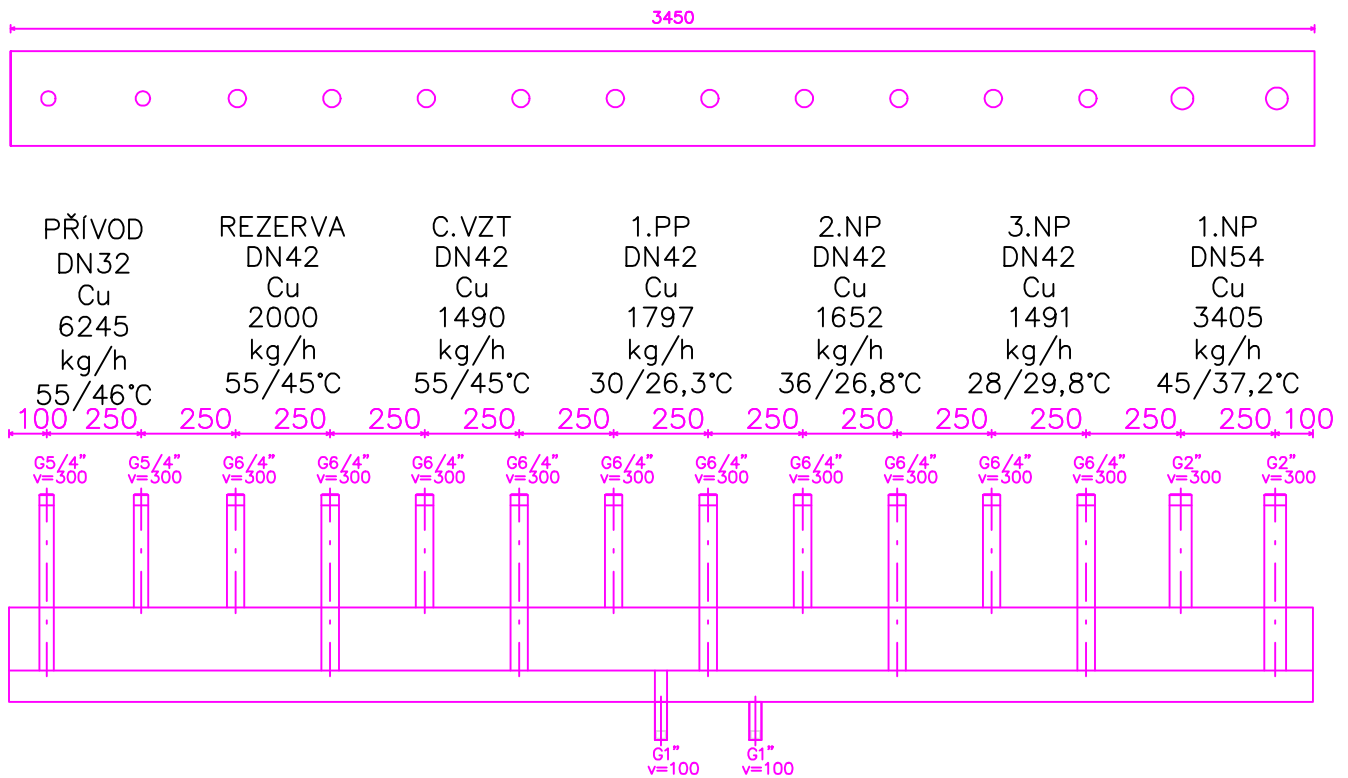 3450
PŘÍVOD
DN32
Cu
6245
kg/h
55/46°C
REZERVA
DN42
Cu
2000
kg/h
55/45°C
C.VZT
DN42
Cu
1490
kg/h
55/45°C
1.PP
DN42
Cu
1797
kg/h
30/26,3°C
2.NP
DN42
Cu
1652
kg/h
36/26,8°C
3.NP
DN42
Cu
1491
kg/h
28/29,8°C
1.NP
DN54
Cu
3405
kg/h
45/37,2°C
100 250 250 250 250 250 250 250 250 250 250 250 250 250 100
G5/4"
v=300
G5/4"
v=300
G6/4"
v=300
G6/4"
v=300
G6/4"
v=300
G6/4"
v=300
G6/4"
v=300
G6/4"
v=300
G6/4"
v=300
G6/4"
v=300
G6/4"
v=300
G6/4"
v=300
G2"
v=300
G2"
v=300
G1"
v=100
G1"
v=100